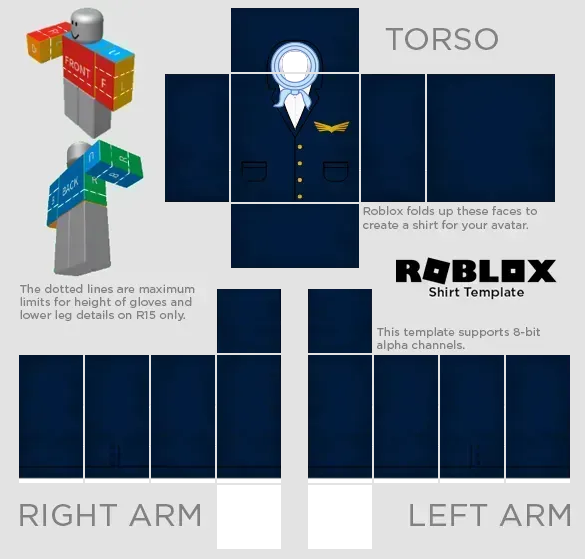 TORSO
FRONT
F
L
BACK
R
Roblox folds up these faces to
create a shirt for your avatar.
ROBLOX
Shirt Template
The dotted lines are maximum
limits for height of gloves and
lower leg details on R15 only.
This template supports 8-bit
alpha channels.
RIGHT ARM
LEFT ARM